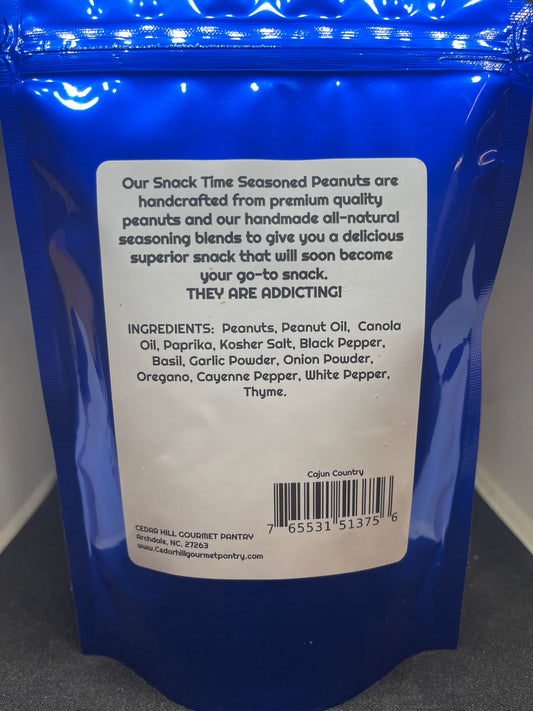 Our Snack Time Seasoned Peanuts are
handcrafted from premium quality
peanuts and our handmade all-natural
seasoning blends to give you a delicious
superior snack that will soon become
your go-to snack.
THEY ARE ADDICTING!
INGREDIENTS: Peanuts, Peanut Oil, Canola
Oil, Paprika, Kosher Salt, Black Pepper,
Basil, Garlic Powder, Onion Powder,
Oregano, Cayenne Pepper, White Pepper,
Thyme.
Cajun Country
7 65531 51375 6
CEDAR HILL GOURMET PANTRY
Archdale, NC, 27263
www.Cedarhillgourmetpantry.com